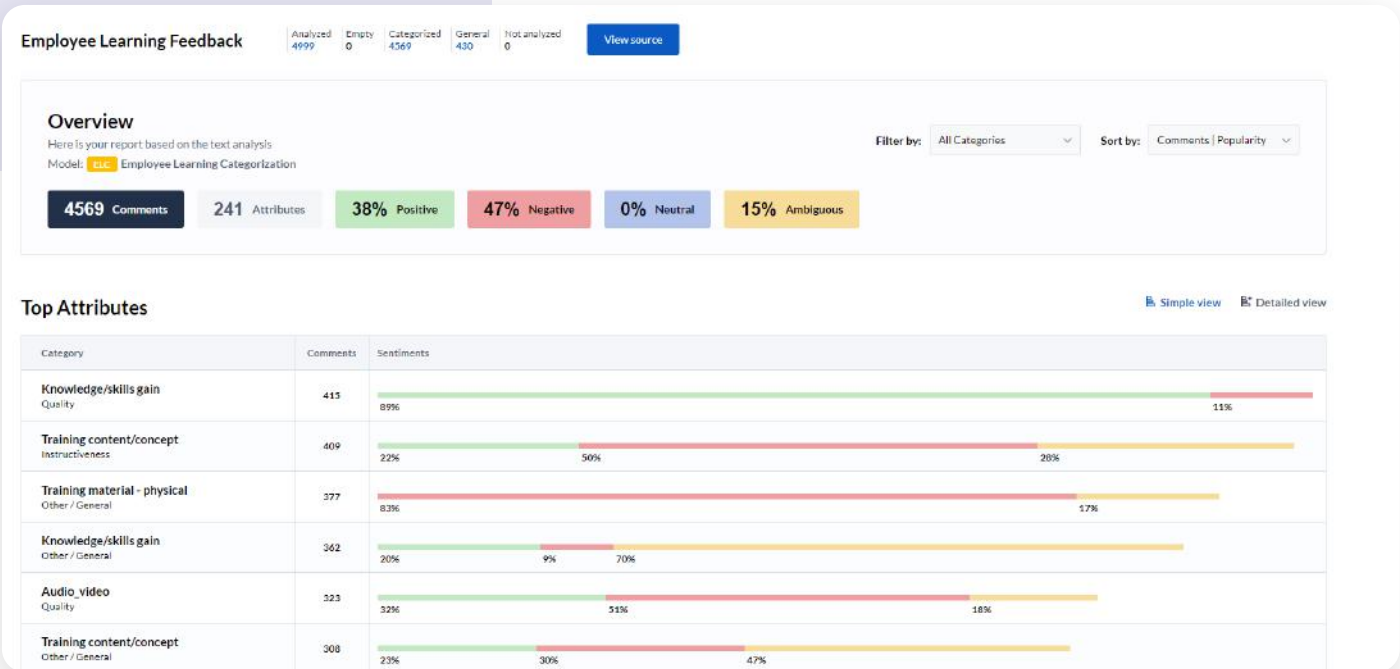 Employee Learning Feedback
Analyzed Empty Categorized General Not analyzed
4999 0 4569 430 0
View source
Overview
Here is your report based on the text analysis
Model: ELC Employee Learning Categorization
Filter by: All Categories Sort by: Comments | Popularity
4569 Comments 241 Attributes 38% Positive 47% Negative 0% Neutral 15% Ambiguous
Top Attributes
Simple view Detailed view
Category Comments Sentiments
Knowledge/skills gain
Quality
415
89% 11%
Training content/concept
Instructiveness
409
22% 50% 28%
Training material - physical
Other / General
377
83% 17%
Knowledge/skills gain
Other / General
362
20% 9% 70%
Audio_video
Quality
323
32% 51% 18%
Training content/concept
Other / General
308
23% 30% 47%